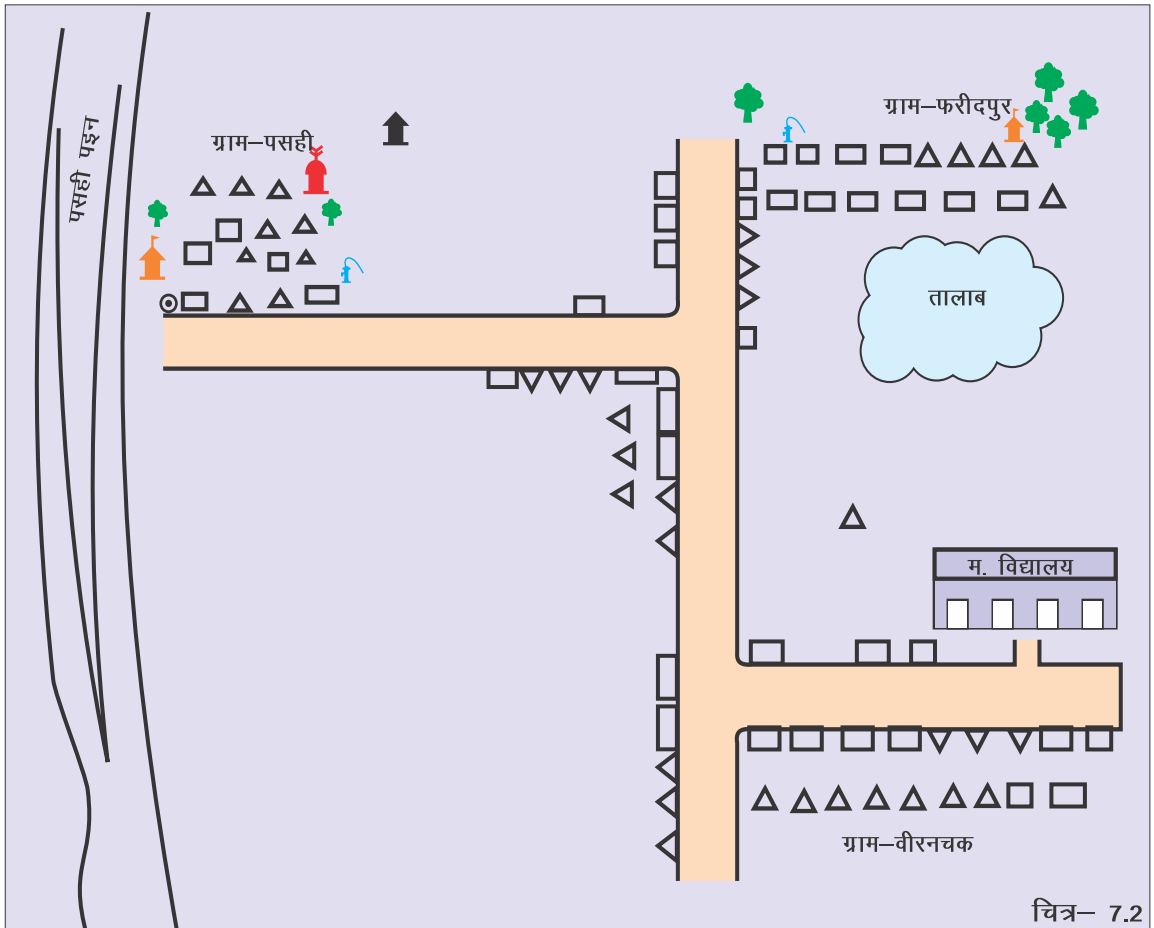 ग्राम–फरीदपुर
ग्राम–पसही
पसही पइन
तालाब
म. विद्यालय
ग्राम–वीरनचक
चित्र– 7.2